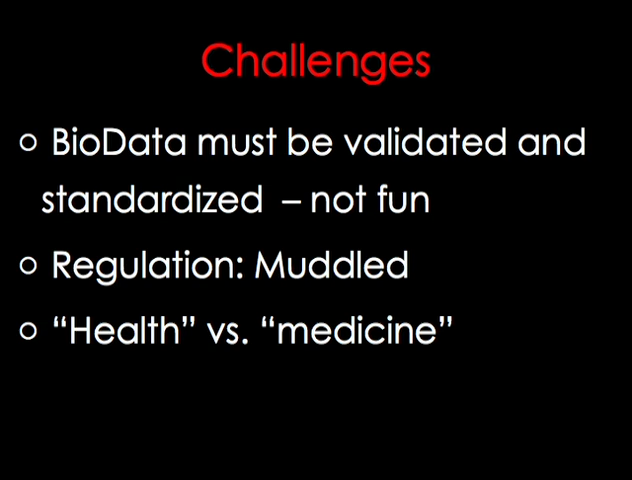 Challenges
○ BioData must be validated and
standardized – not fun
○ Regulation: Muddled
○ “Health” vs. “medicine”